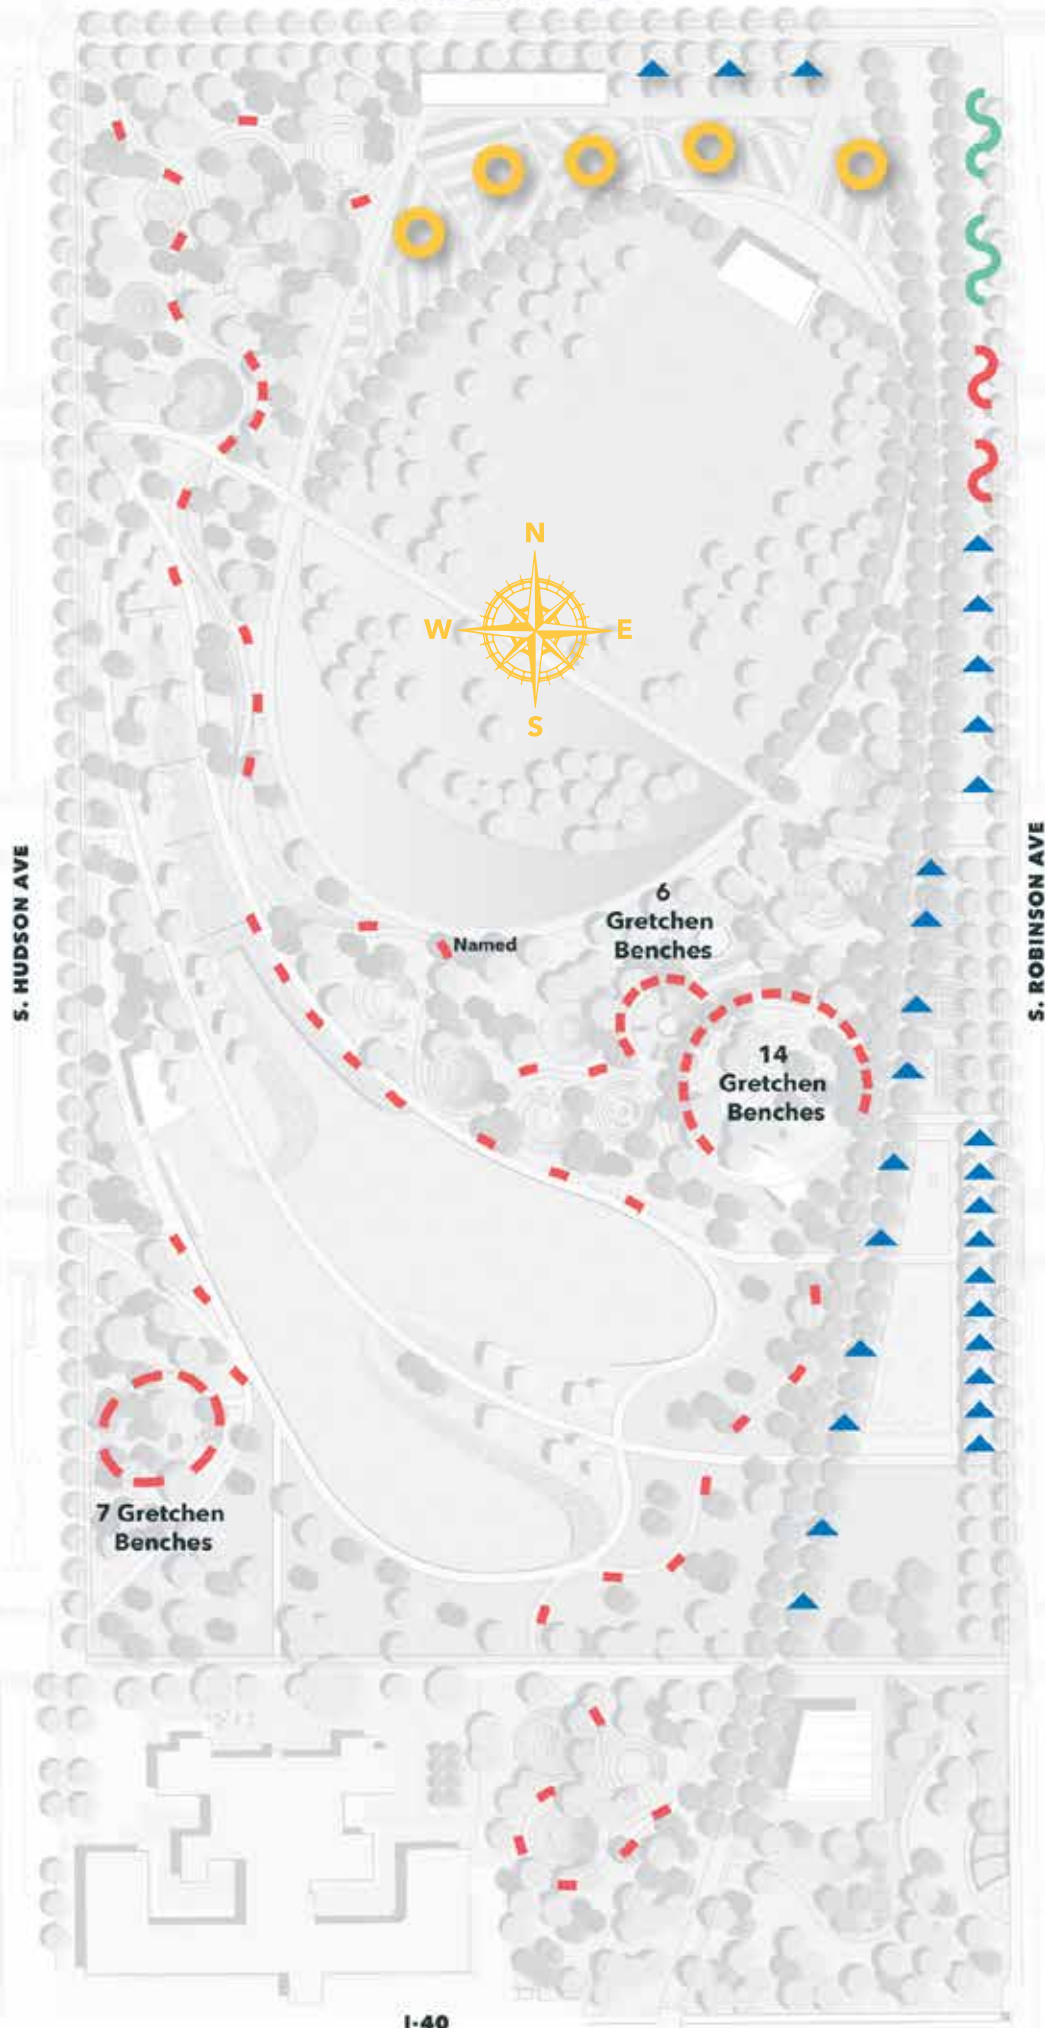 N
W E
S
S. HUDSON AVE
S. ROBINSON AVE
6
Gretchen
Benches
Named
14
Gretchen
Benches
7 Gretchen
Benches
I-40